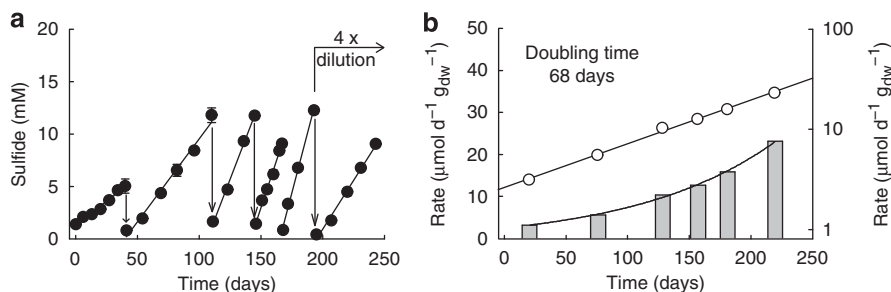 a
4 x
dilution
20
15
10
5
0
Sulfide (mM)
0 50 100 150 200 250
Time (days)
b
Doubling time
68 days
50
40
30
20
10
0
Rate (μmol d⁻¹ g_dw⁻¹)
100
10
1
Rate (μmol d⁻¹ g_dw⁻¹)
0 50 100 150 200 250
Time (days)